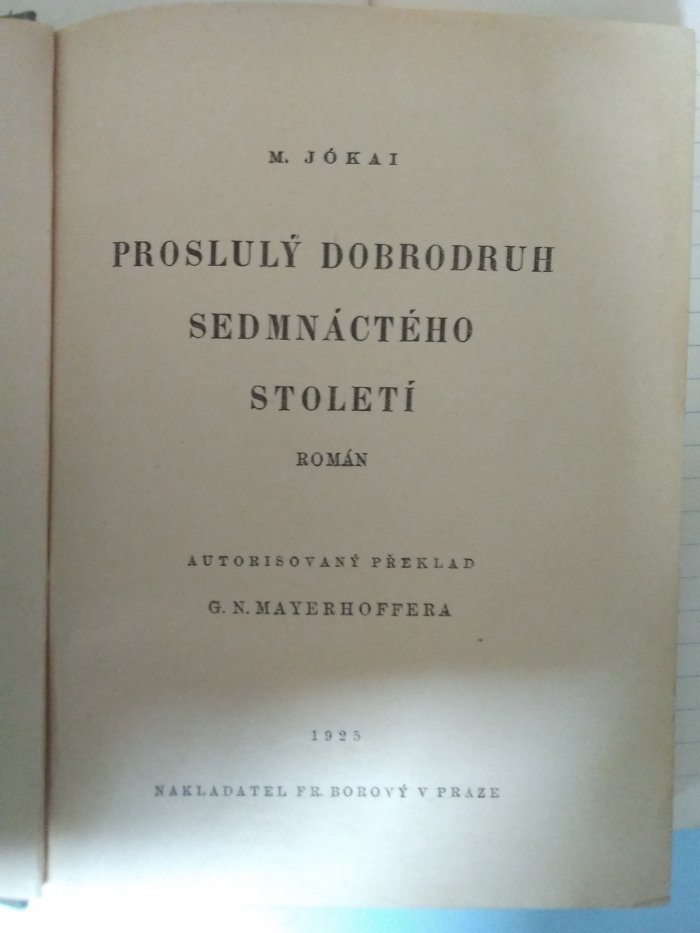 M. JÓKAI
PROSLULÝ DOBRODRUH
SEDMNÁCTÉHO
STOLETÍ
ROMÁN
AUTORISOVANÝ PŘEKLAD
G. N. MAYERHOFFERA
1925
NAKLADATEL FR. BOROVÝ V PRAZE